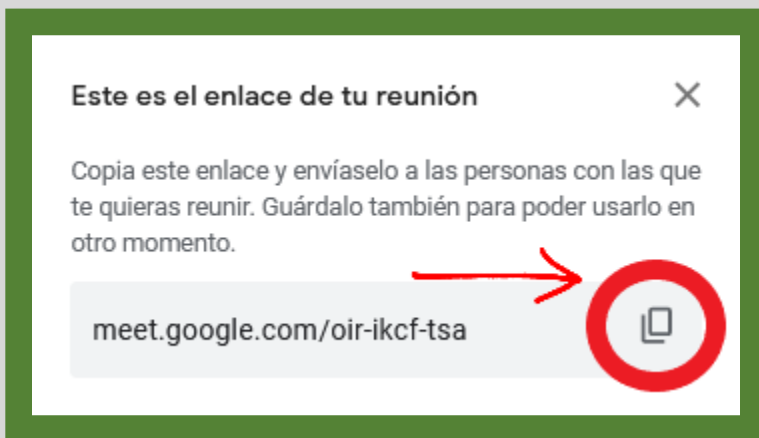 Este es el enlace de tu reunión
Copia este enlace y envíaselo a las personas con las que
te quieras reunir. Guárdalo también para poder usarlo en
otro momento.
meet.google.com/oir-ikcf-tsa